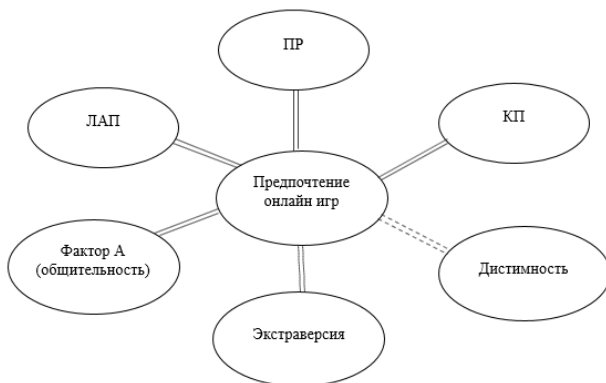 ПР
ЛАП
КП
Предпочтение
онлайн игр
Фактор А
(общительность)
Дистимность
Экстраверсия